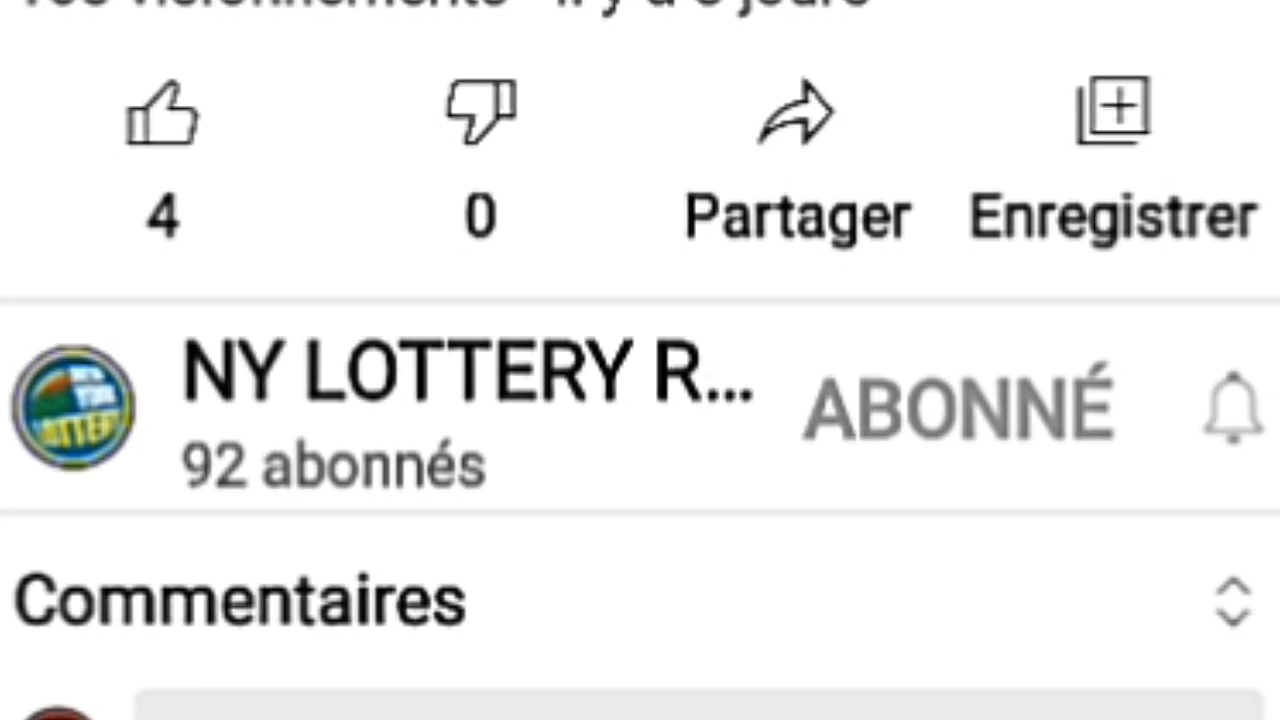 4
0
Partager
Enregistrer
NY LOTTERY R...
ABONNÉ
92 abonnés
Commentaires